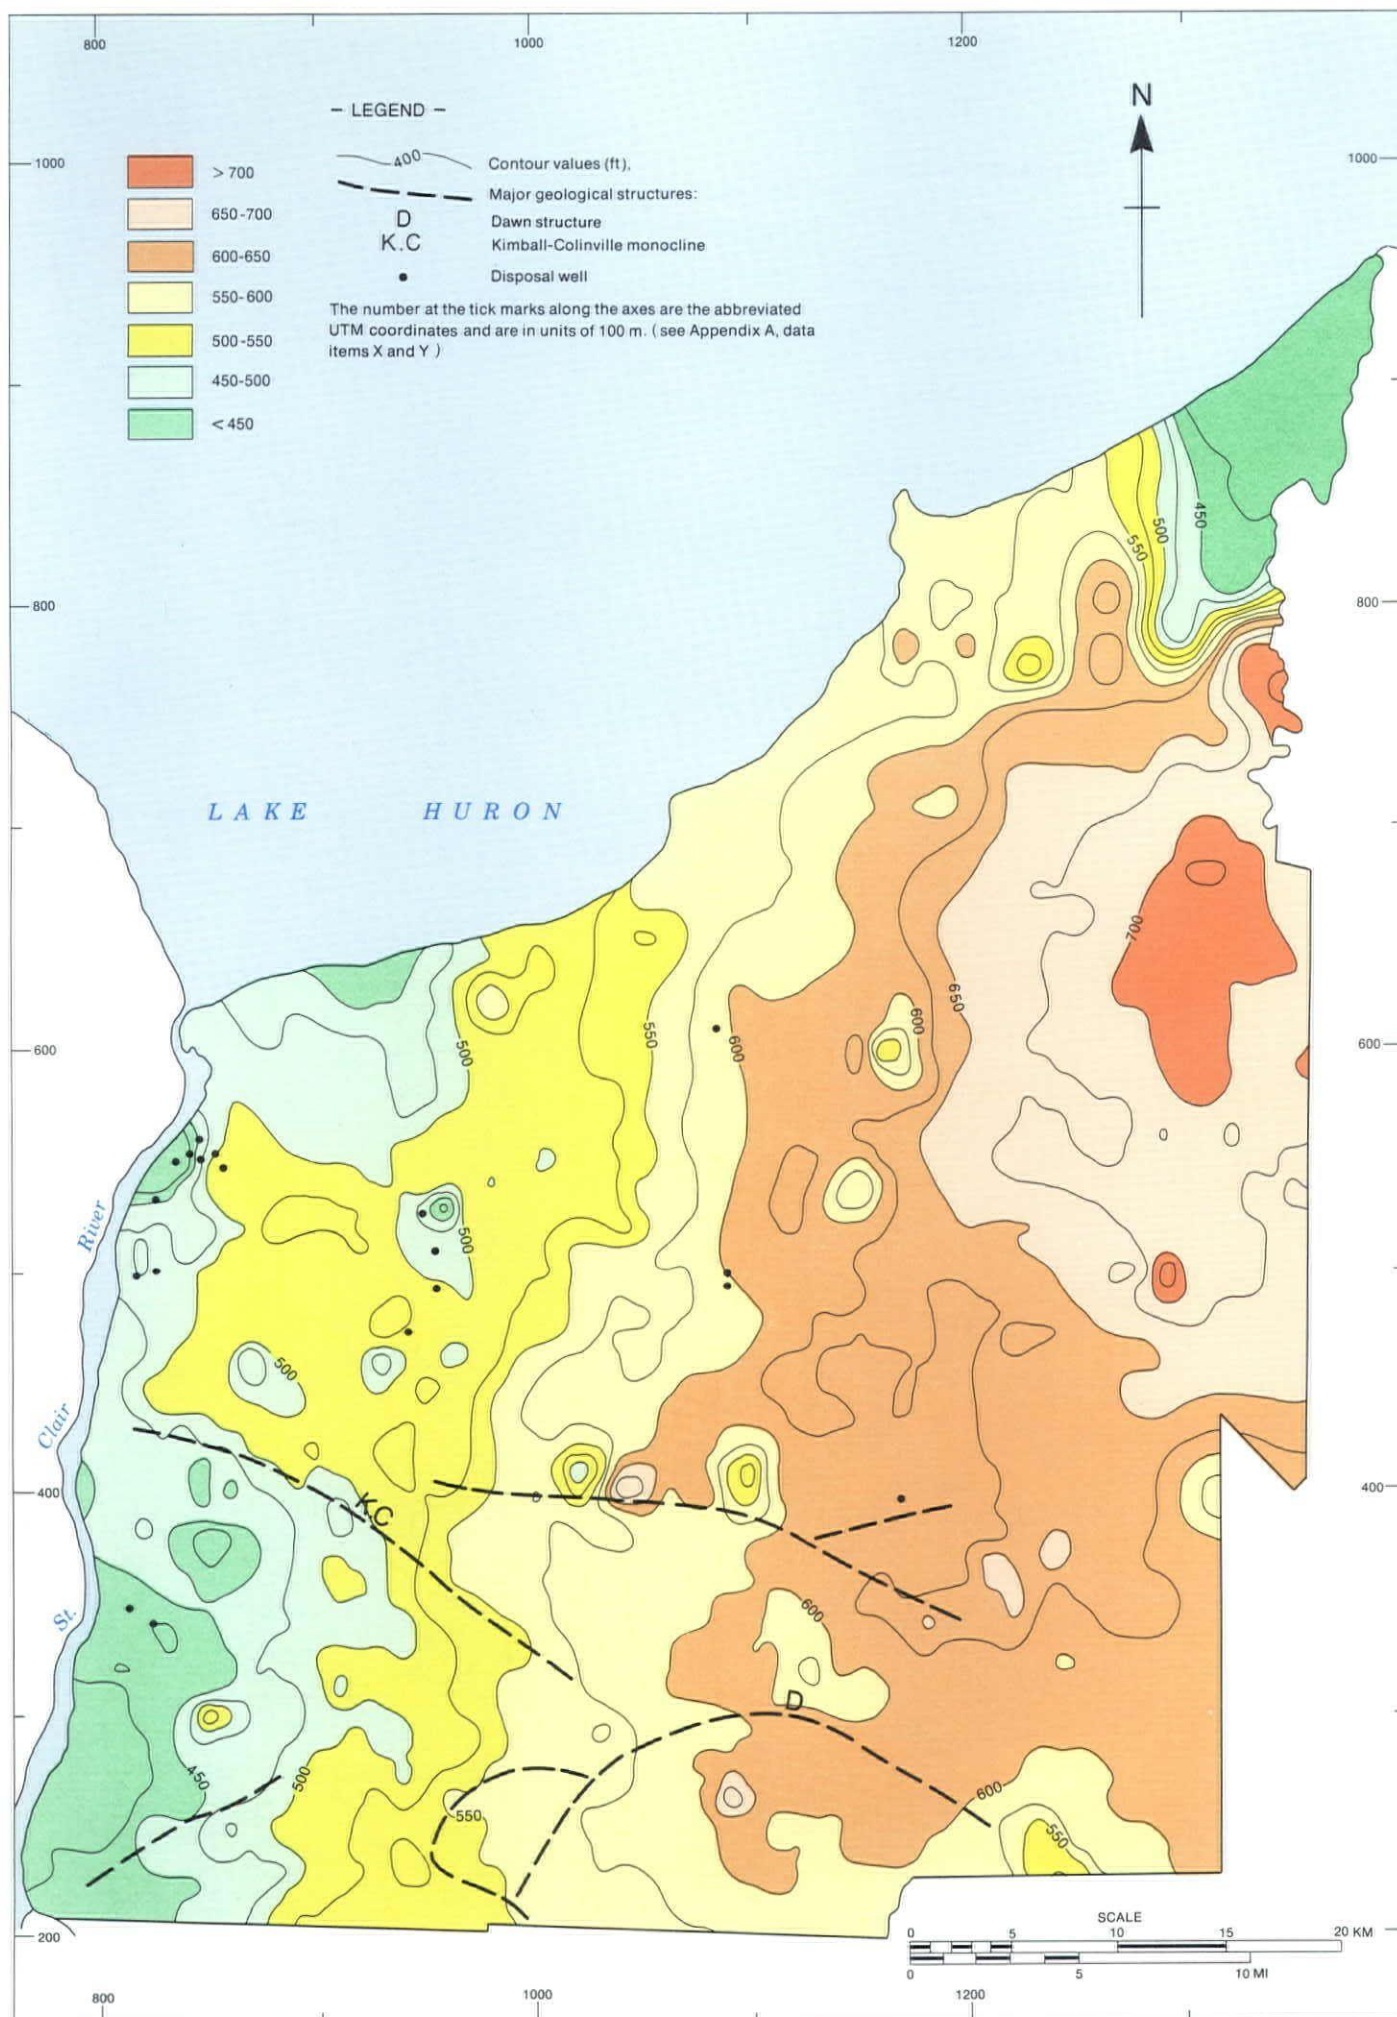 800 1000 1200
N
- LEGEND -
1000 1000
> 700
650-700
600-650
550-600
500-550
450-500
< 450
400 Contour values (ft),
Major geological structures:
D Dawn structure
K.C Kimball-Colinville monocline
Disposal well
The number at the tick marks along the axes are the abbreviated
UTM coordinates and are in units of 100 m. ( see Appendix A, data
items X and Y )
450
500
550
800 800
LAKE HURON
700
650
600
500 550 600
600 600
River
500
500
Clair
400 400
K.C
St.
600
D
450
500
550
600
550
SCALE
0 5 10 15 20 KM
0 5 10 MI
200
800 1000 1200